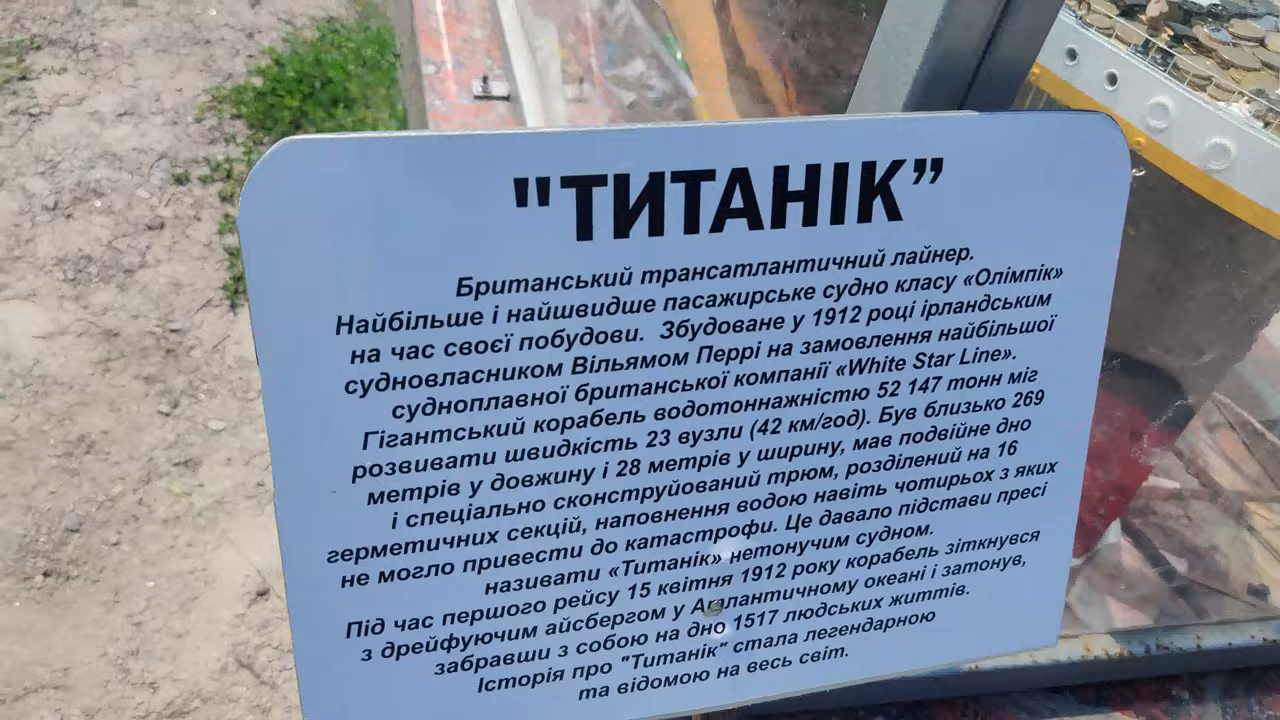 "ТИТАНІК”
Британський трансатлантичний лайнер.
Найбільше і найшвидше пасажирське судно класу «Олімпік»
на час своєї побудови. Збудоване у 1912 році ірландським
судновласником Вільямом Перрі на замовлення найбільшої
судноплавної британської компанії «White Star Line».
Гігантський корабель водотоннажністю 52 147 тонн міг
розвивати швидкість 23 вузли (42 км/год). Був близько 269
метрів у довжину і 28 метрів у ширину, мав подвійне дно
і спеціально сконструйований трюм, розділений на 16
герметичних секцій, наповнення водою навіть чотирьох з яких
не могло привести до катастрофи. Це давало підстави пресі
називати «Титанік» нетонучим судном.
Під час першого рейсу 15 квітня 1912 року корабель зіткнувся
з дрейфуючим айсбергом у Атлантичному океані і затонув,
забравши з собою на дно 1517 людських життів.
Історія про "Титанік" стала легендарною
та відомою на весь світ.